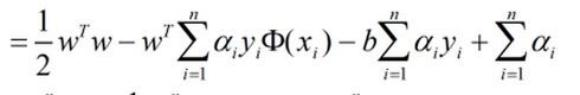 = \frac{1}{2} w^T w - w^T \sum_{i=1}^{n} \alpha_i y_i \Phi(x_i) - b \sum_{i=1}^{n} \alpha_i y_i + \sum_{i=1}^{n} \alpha_i